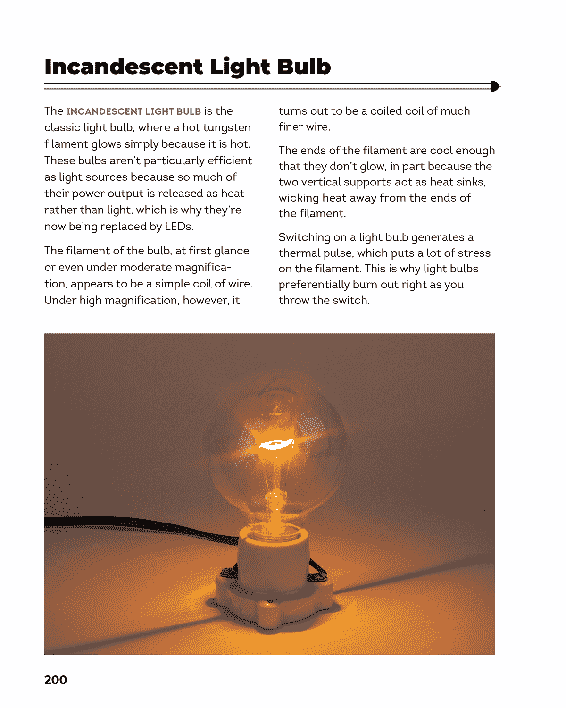 Incandescent Light Bulb
The INCANDESCENT LIGHT BULB is the
classic light bulb, where a hot tungsten
filament glows simply because it is hot.
These bulbs aren't particularly efficient
as light sources because so much of
their power output is released as heat
rather than light, which is why they're
now being replaced by LEDs.
The filament of the bulb, at first glance
or even under moderate magnifica-
tion, appears to be a simple coil of wire.
Under high magnification, however, it
turns out to be a coiled coil of much
finer wire.
The ends of the filament are cool enough
that they don't glow, in part because the
two vertical supports act as heat sinks,
wicking heat away from the ends of
the filament.
Switching on a light bulb generates a
thermal pulse, which puts a lot of stress
on the filament. This is why light bulbs
preferentially burn out right as you
throw the switch.
200